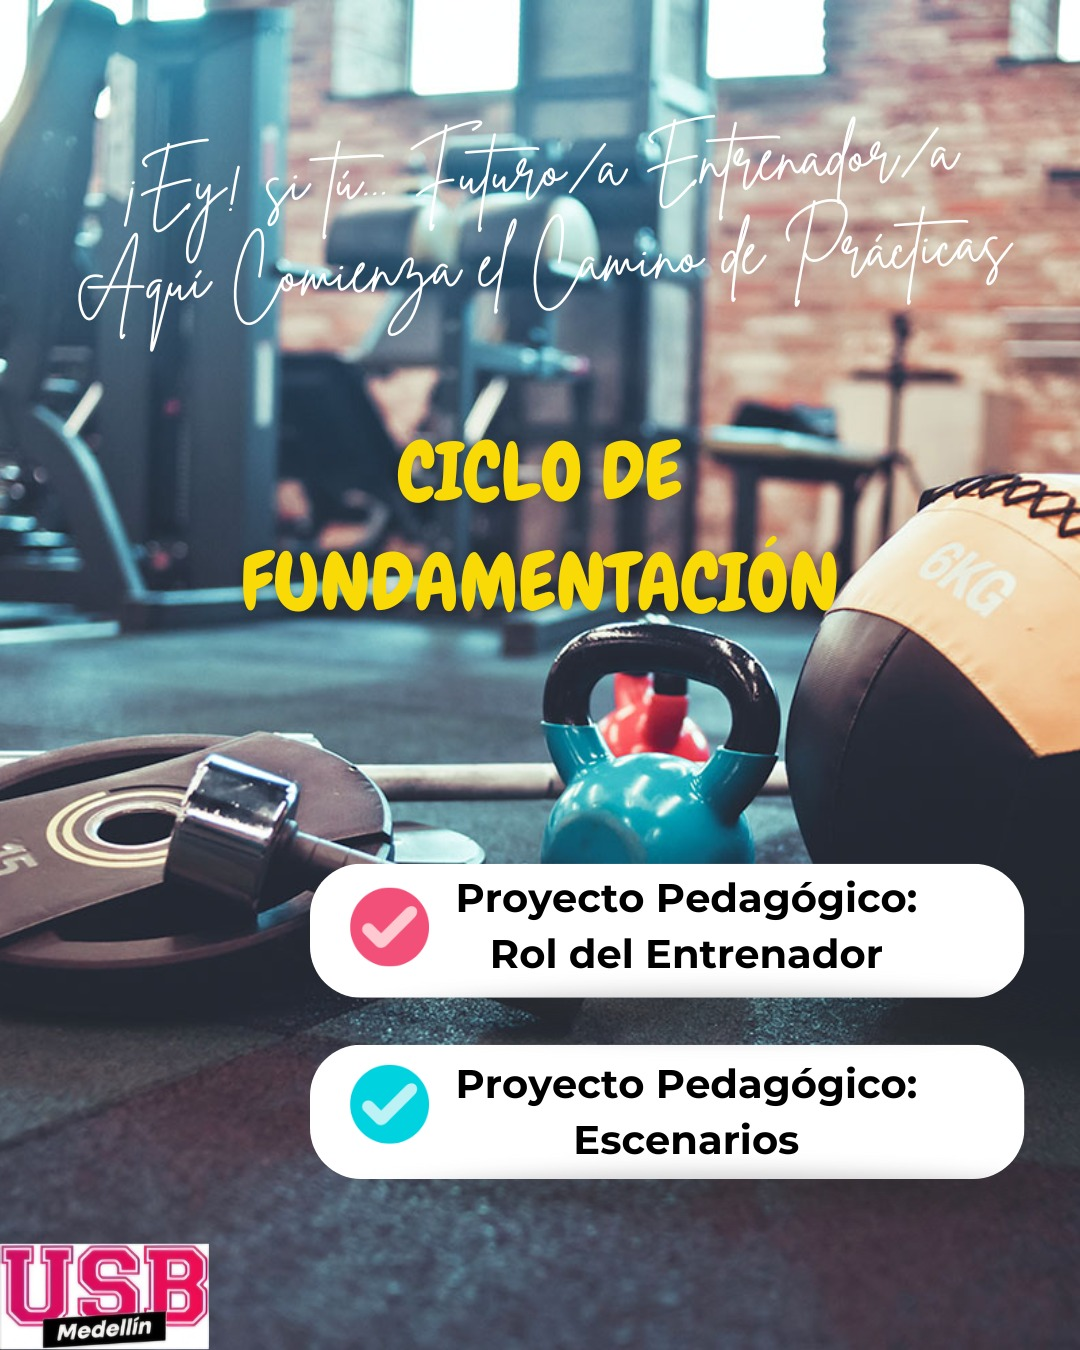 ¡Ey! si tú... Futuro/a Entrenador/a
Aquí Comienza el Camino de Prácticas
CICLO DE
FUNDAMENTACIÓN
6KG
15
Proyecto Pedagógico:
Rol del Entrenador
Proyecto Pedagógico:
Escenarios
USB
Medellín